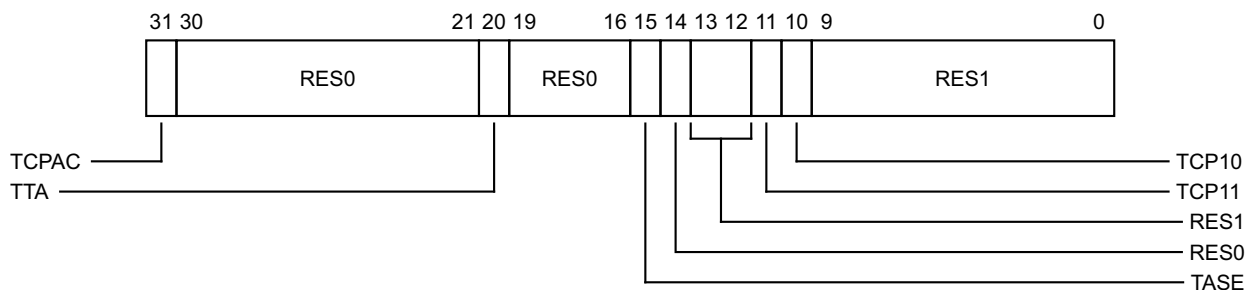 31 30 21 20 19 16 15 14 13 12 11 10 9 0
RES0 RES0 RES1
TCPAC TCP10
TTA TCP11
RES1
RES0
TASE